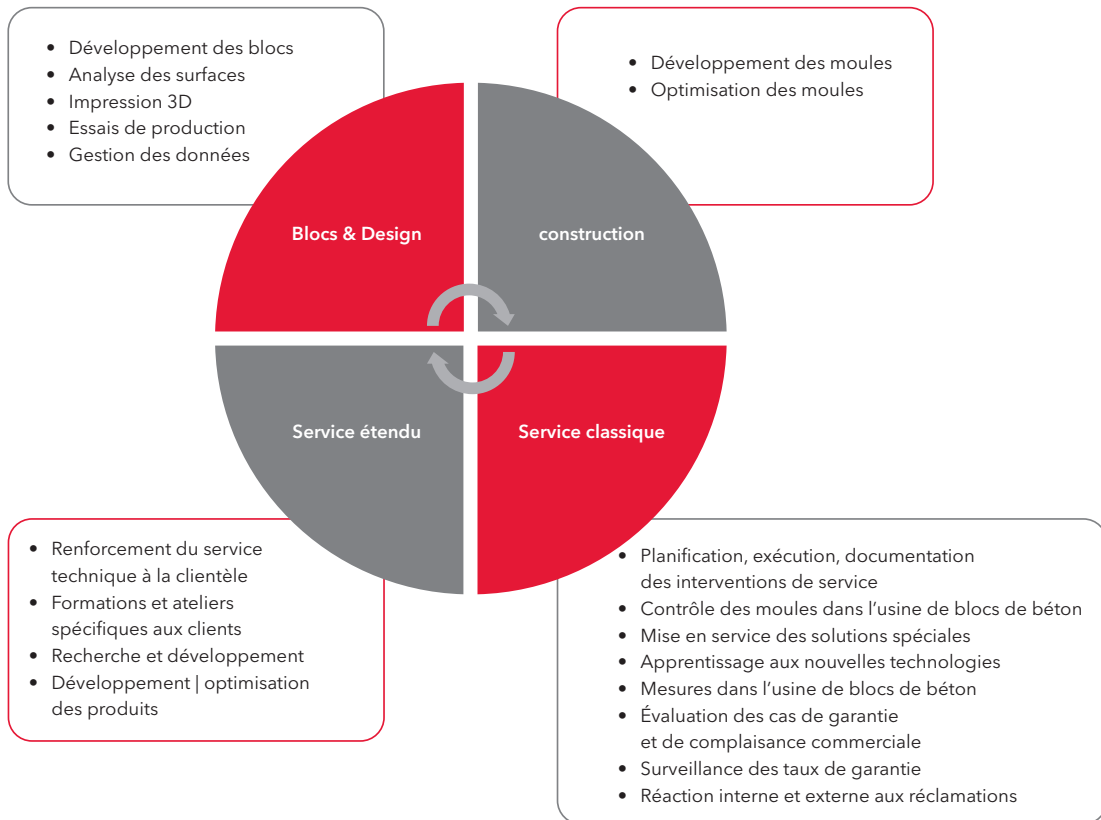 • Développement des blocs
• Analyse des surfaces
• Impression 3D
• Essais de production
• Gestion des données
• Développement des moules
• Optimisation des moules
Blocs & Design
construction
Service étendu
Service classique
• Renforcement du service
technique à la clientèle
• Formations et ateliers
spécifiques aux clients
• Recherche et développement
• Développement | optimisation
des produits
• Planification, exécution, documentation
des interventions de service
• Contrôle des moules dans l’usine de blocs de béton
• Mise en service des solutions spéciales
• Apprentissage aux nouvelles technologies
• Mesures dans l’usine de blocs de béton
• Évaluation des cas de garantie
et de complaisance commerciale
• Surveillance des taux de garantie
• Réaction interne et externe aux réclamations